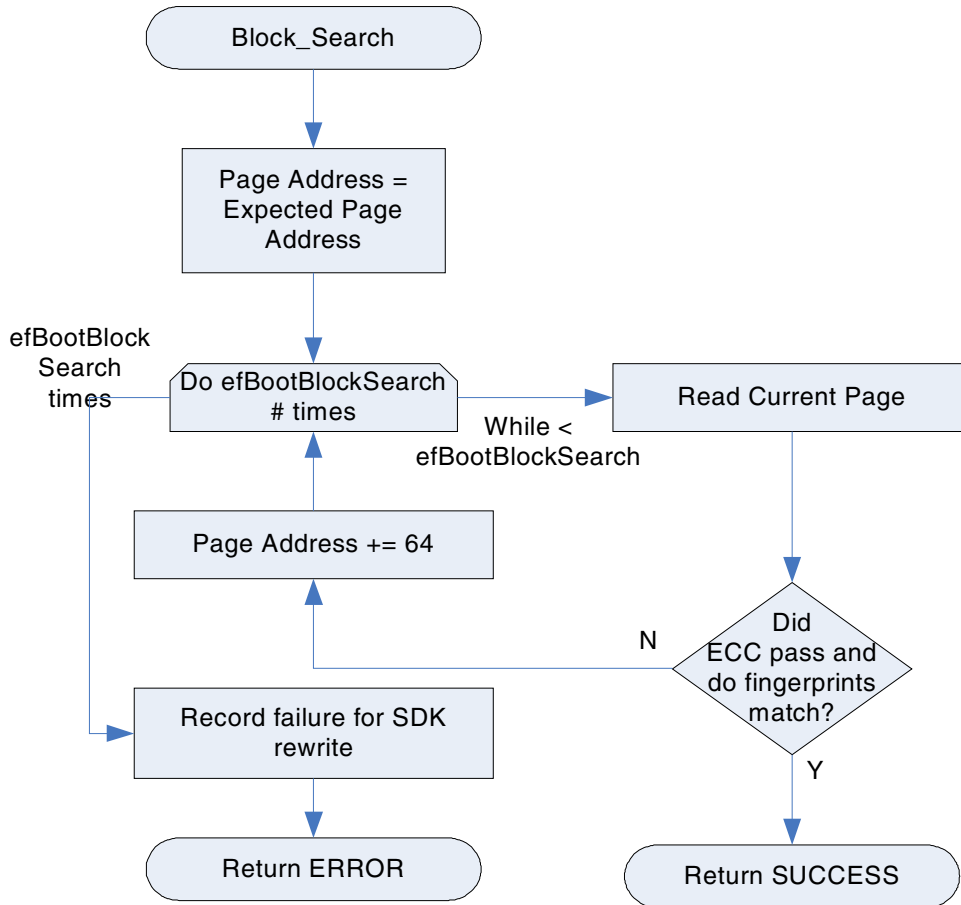 Block_Search
Page Address =
Expected Page
Address
efBootBlock
Search
times
Do efBootBlockSearch
# times
While <
efBootBlockSearch
Read Current Page
Page Address += 64
N
Did
ECC pass and
do fingerprints
match?
Record failure for SDK
rewrite
Y
Return ERROR
Return SUCCESS